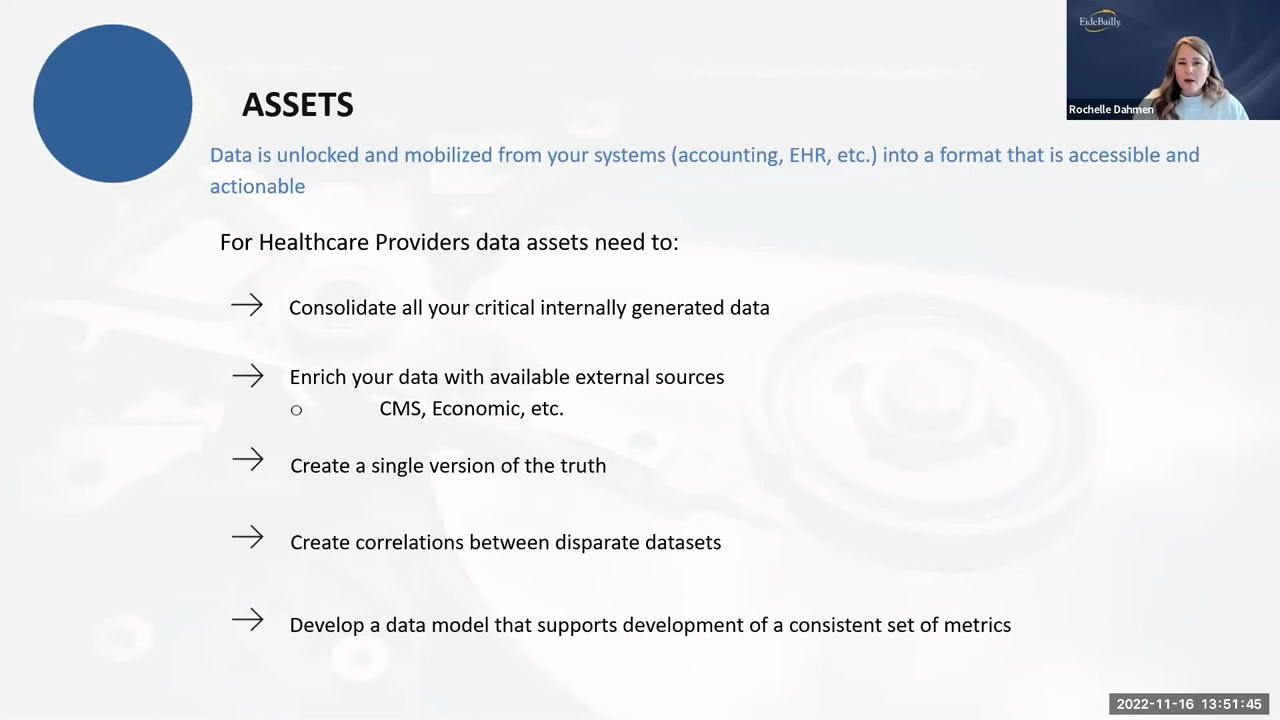 EideBailly
Rochelle Dahmen
ASSETS
Data is unlocked and mobilized from your systems (accounting, EHR, etc.) into a format that is accessible and
actionable
For Healthcare Providers data assets need to:
→ Consolidate all your critical internally generated data
→ Enrich your data with available external sources
○ CMS, Economic, etc.
→ Create a single version of the truth
→ Create correlations between disparate datasets
→ Develop a data model that supports development of a consistent set of metrics
2022-11-16 13:51:45